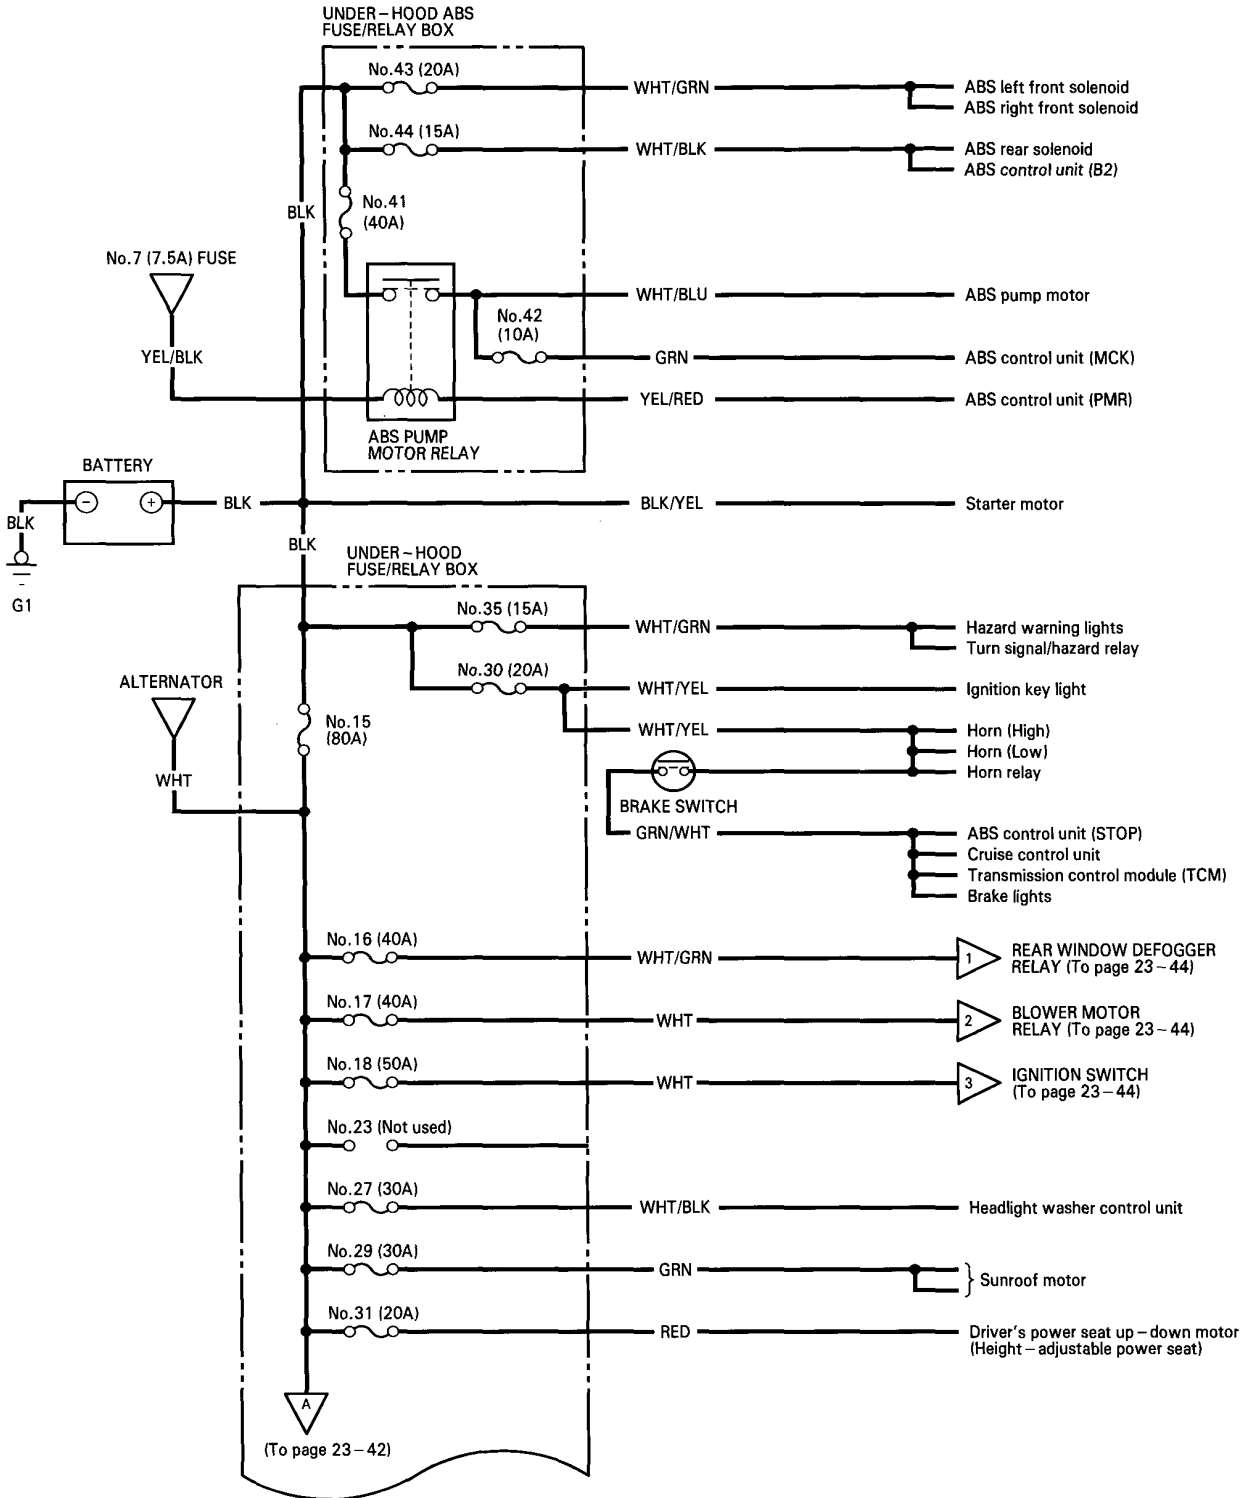 UNDER–HOOD ABS
FUSE/RELAY BOX
No.43 (20A)
WHT/GRN
ABS left front solenoid
ABS right front solenoid
No.44 (15A)
WHT/BLK
ABS rear solenoid
ABS control unit (B2)
No.41
(40A)
BLK
No.7 (7.5A) FUSE
YEL/BLK
WHT/BLU
ABS pump motor
No.42
(10A)
GRN
ABS control unit (MCK)
YEL/RED
ABS control unit (PMR)
ABS PUMP
MOTOR RELAY
BATTERY
−
+
BLK
BLK/YEL
Starter motor
BLK
G1
BLK
UNDER–HOOD
FUSE/RELAY BOX
No.35 (15A)
WHT/GRN
Hazard warning lights
Turn signal/hazard relay
No.30 (20A)
WHT/YEL
Ignition key light
ALTERNATOR
WHT
No.15
(80A)
WHT/YEL
Horn (High)
Horn (Low)
Horn relay
BRAKE SWITCH
GRN/WHT
ABS control unit (STOP)
Cruise control unit
Transmission control module (TCM)
Brake lights
No.16 (40A)
WHT/GRN
1
REAR WINDOW DEFOGGER
RELAY (To page 23–44)
No.17 (40A)
WHT
2
BLOWER MOTOR
RELAY (To page 23–44)
No.18 (50A)
WHT
3
IGNITION SWITCH
(To page 23–44)
No.23 (Not used)
No.27 (30A)
WHT/BLK
Headlight washer control unit
No.29 (30A)
GRN
Sunroof motor
No.31 (20A)
RED
Driver's power seat up–down motor
(Height–adjustable power seat)
A
(To page 23–42)